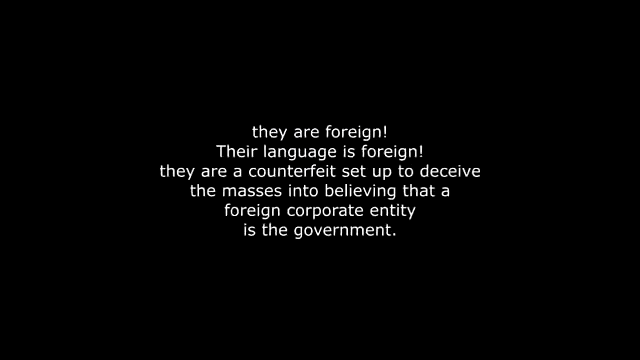 they are foreign!
Their language is foreign!
they are a counterfeit set up to deceive
the masses into believing that a
foreign corporate entity
is the government.